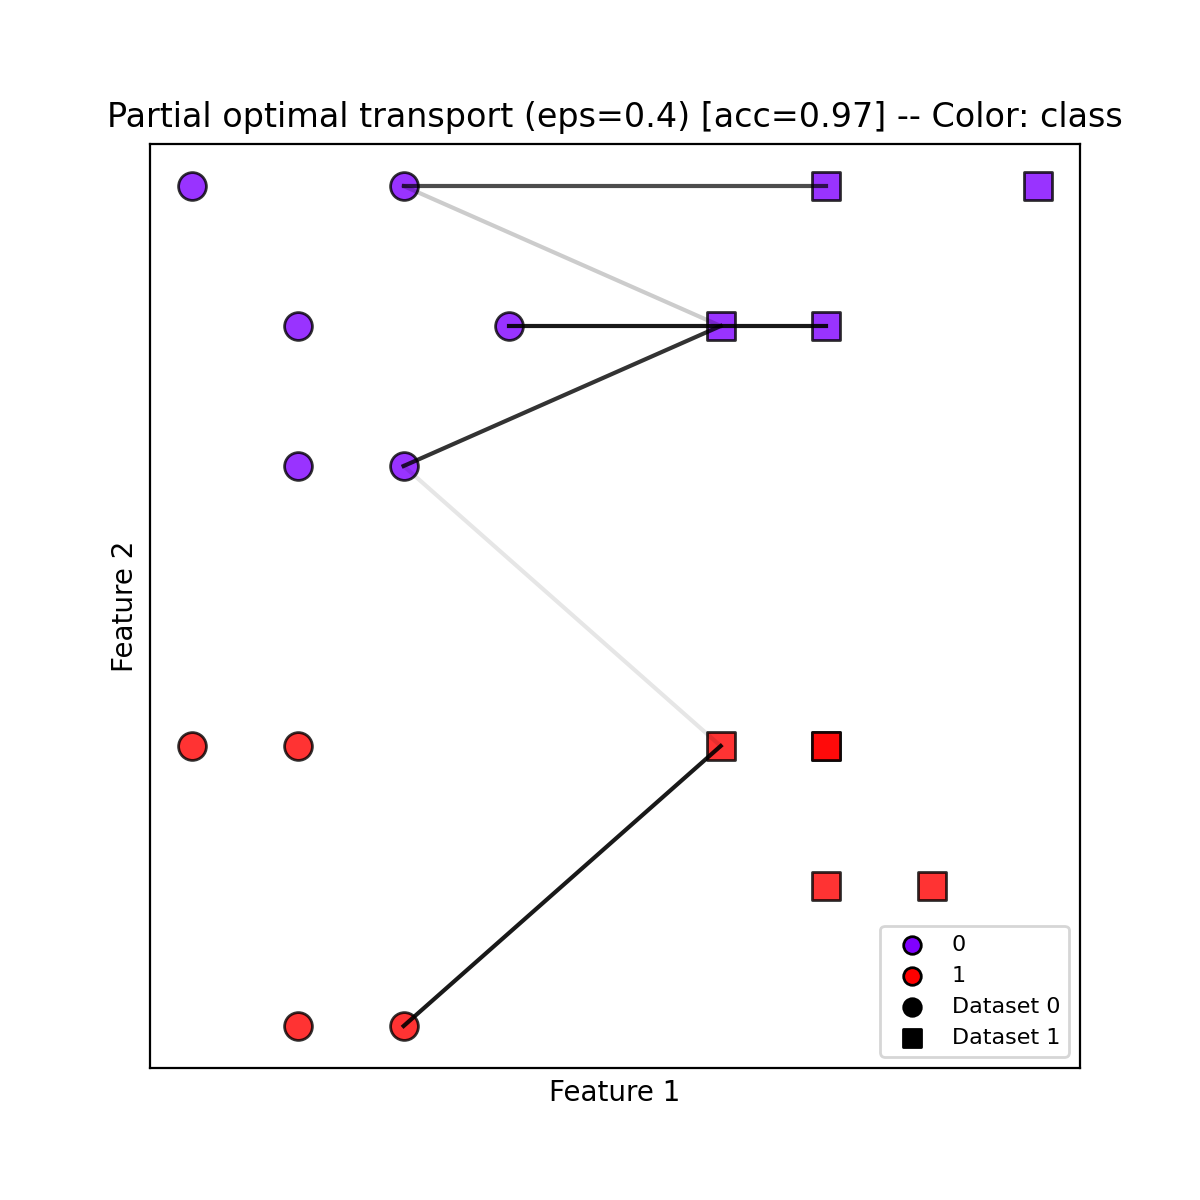 Partial optimal transport (eps=0.4) [acc=0.97] -- Color: class
Feature 2
0
1
Dataset 0
Dataset 1
Feature 1